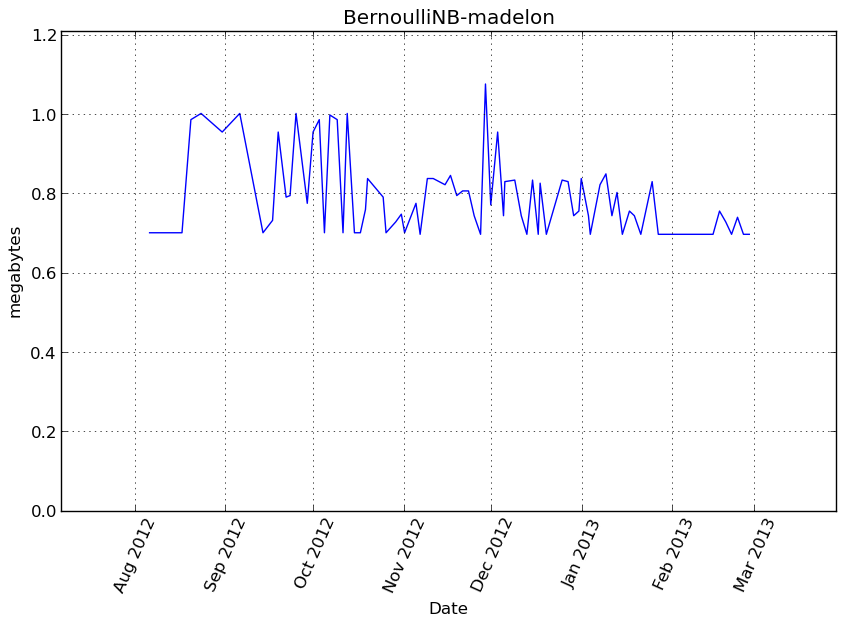 BernoulliNB-madelon
1.2
1.0
0.8
0.6
0.4
0.2
0.0
megabytes
Aug 2012
Sep 2012
Oct 2012
Nov 2012
Dec 2012
Jan 2013
Feb 2013
Mar 2013
Date